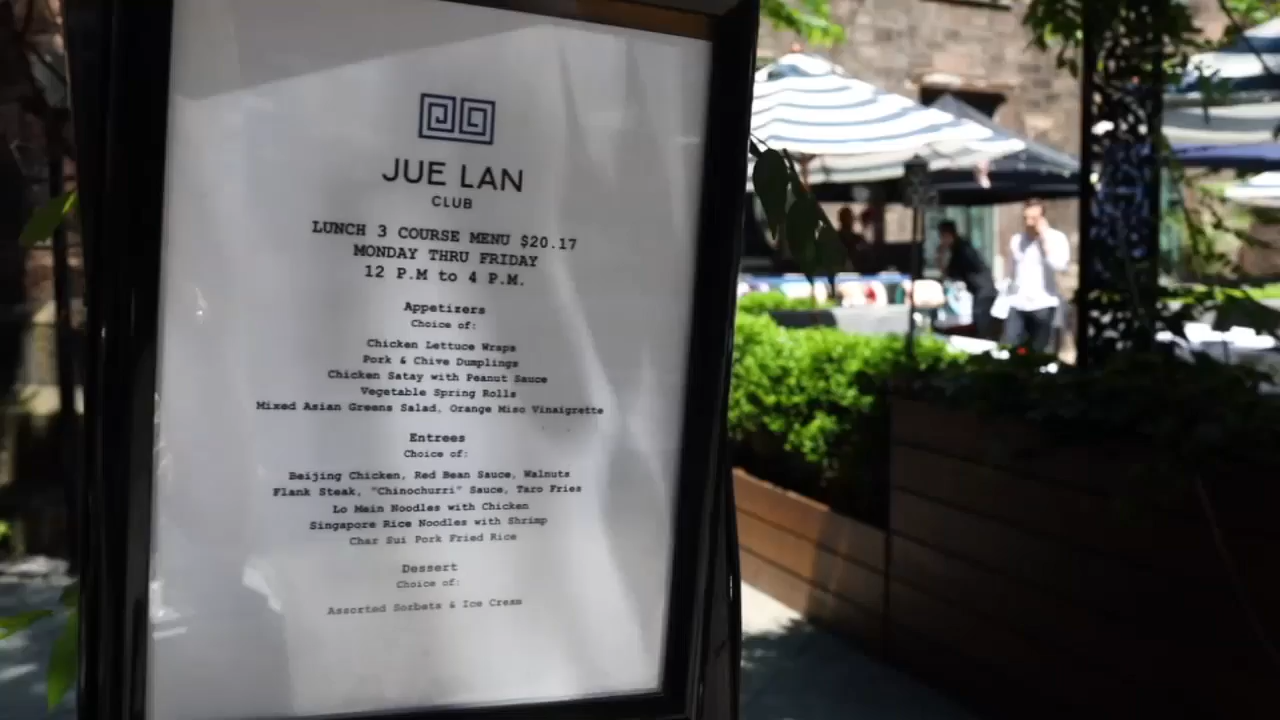 JUE LAN
CLUB
LUNCH 3 COURSE MENU $20.17
MONDAY THRU FRIDAY
12 P.M to 4 P.M.
Appetizers
Choice of:
Chicken Lettuce Wraps
Pork & Chive Dumplings
Chicken Satay with Peanut Sauce
Vegetable Spring Rolls
Mixed Asian Greens Salad, Orange Miso Vinaigrette
Entrees
Choice of:
Beijing Chicken, Red Bean Sauce, Walnuts
Flank Steak, "Chinochurri" Sauce, Taro Fries
Lo Mein Noodles with Chicken
Singapore Rice Noodles with Shrimp
Char Sui Pork Fried Rice
Dessert
Choice of:
Assorted Sorbets & Ice Cream